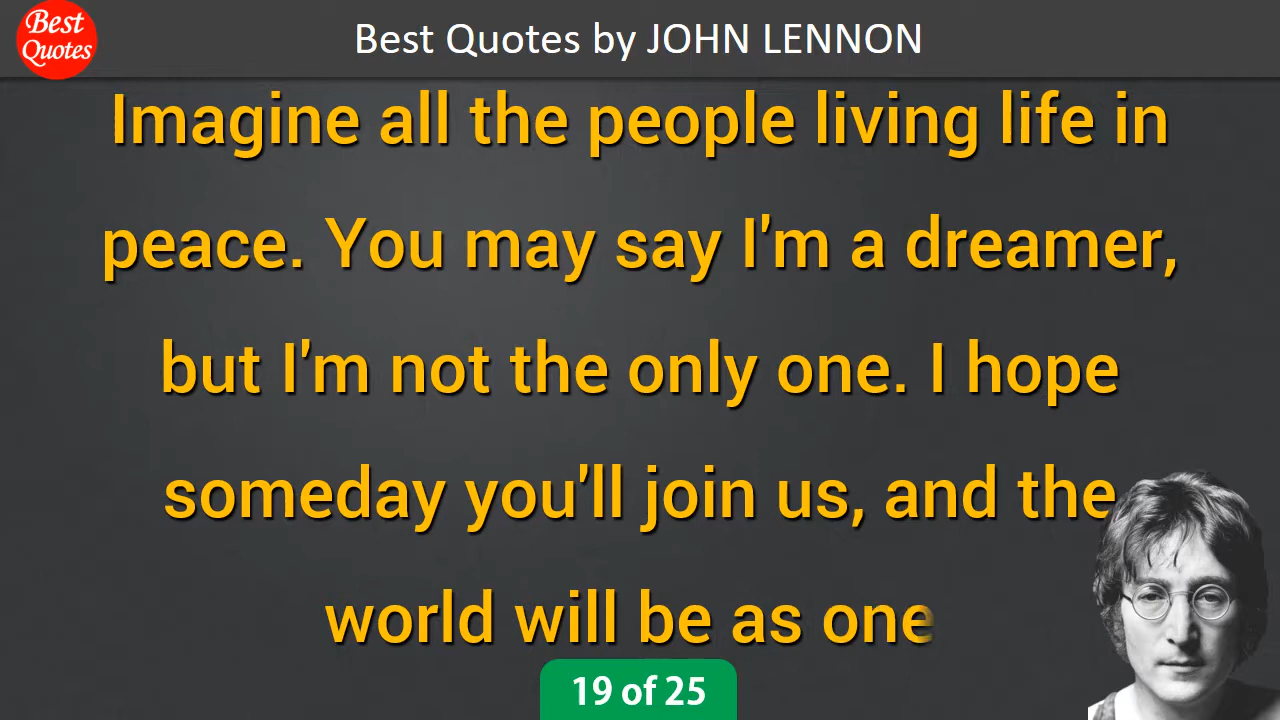 Best
Quotes
Best Quotes by JOHN LENNON
Imagine all the people living life in
peace. You may say I'm a dreamer,
but I'm not the only one. I hope
someday you'll join us, and the
world will be as one
19 of 25